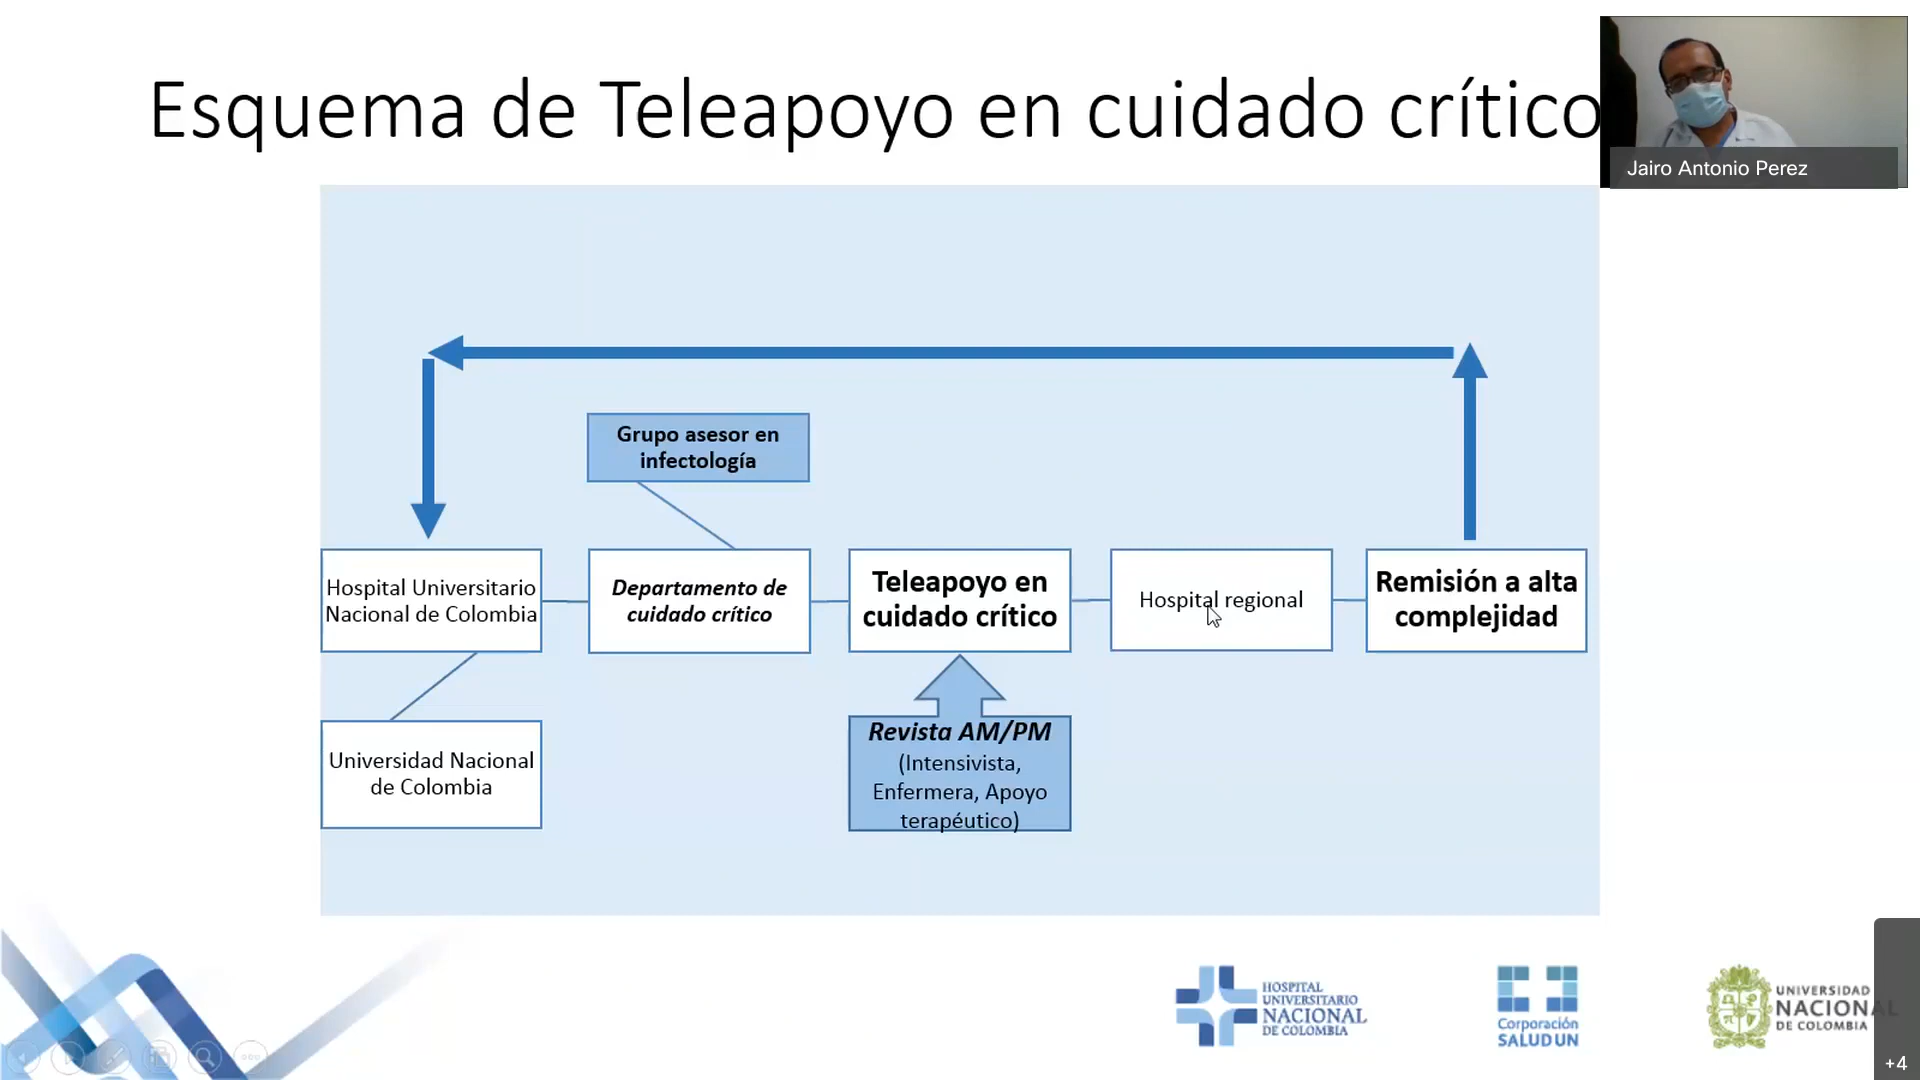 Esquema de Teleapoyo en cuidado crítico
Jairo Antonio Perez
Grupo asesor en
infectología
Hospital Universitario
Nacional de Colombia
Departamento de
cuidado crítico
Teleapoyo en
cuidado crítico
Hospital regional
Remisión a alta
complejidad
Universidad Nacional
de Colombia
Revista AM/PM
(Intensivista,
Enfermera, Apoyo
terapéutico)
HOSPITAL
UNIVERSITARIO
NACIONAL
DE COLOMBIA
Corporación
SALUD UN
UNIVERSIDAD
NACIONAL
DE COLOMBIA
+4